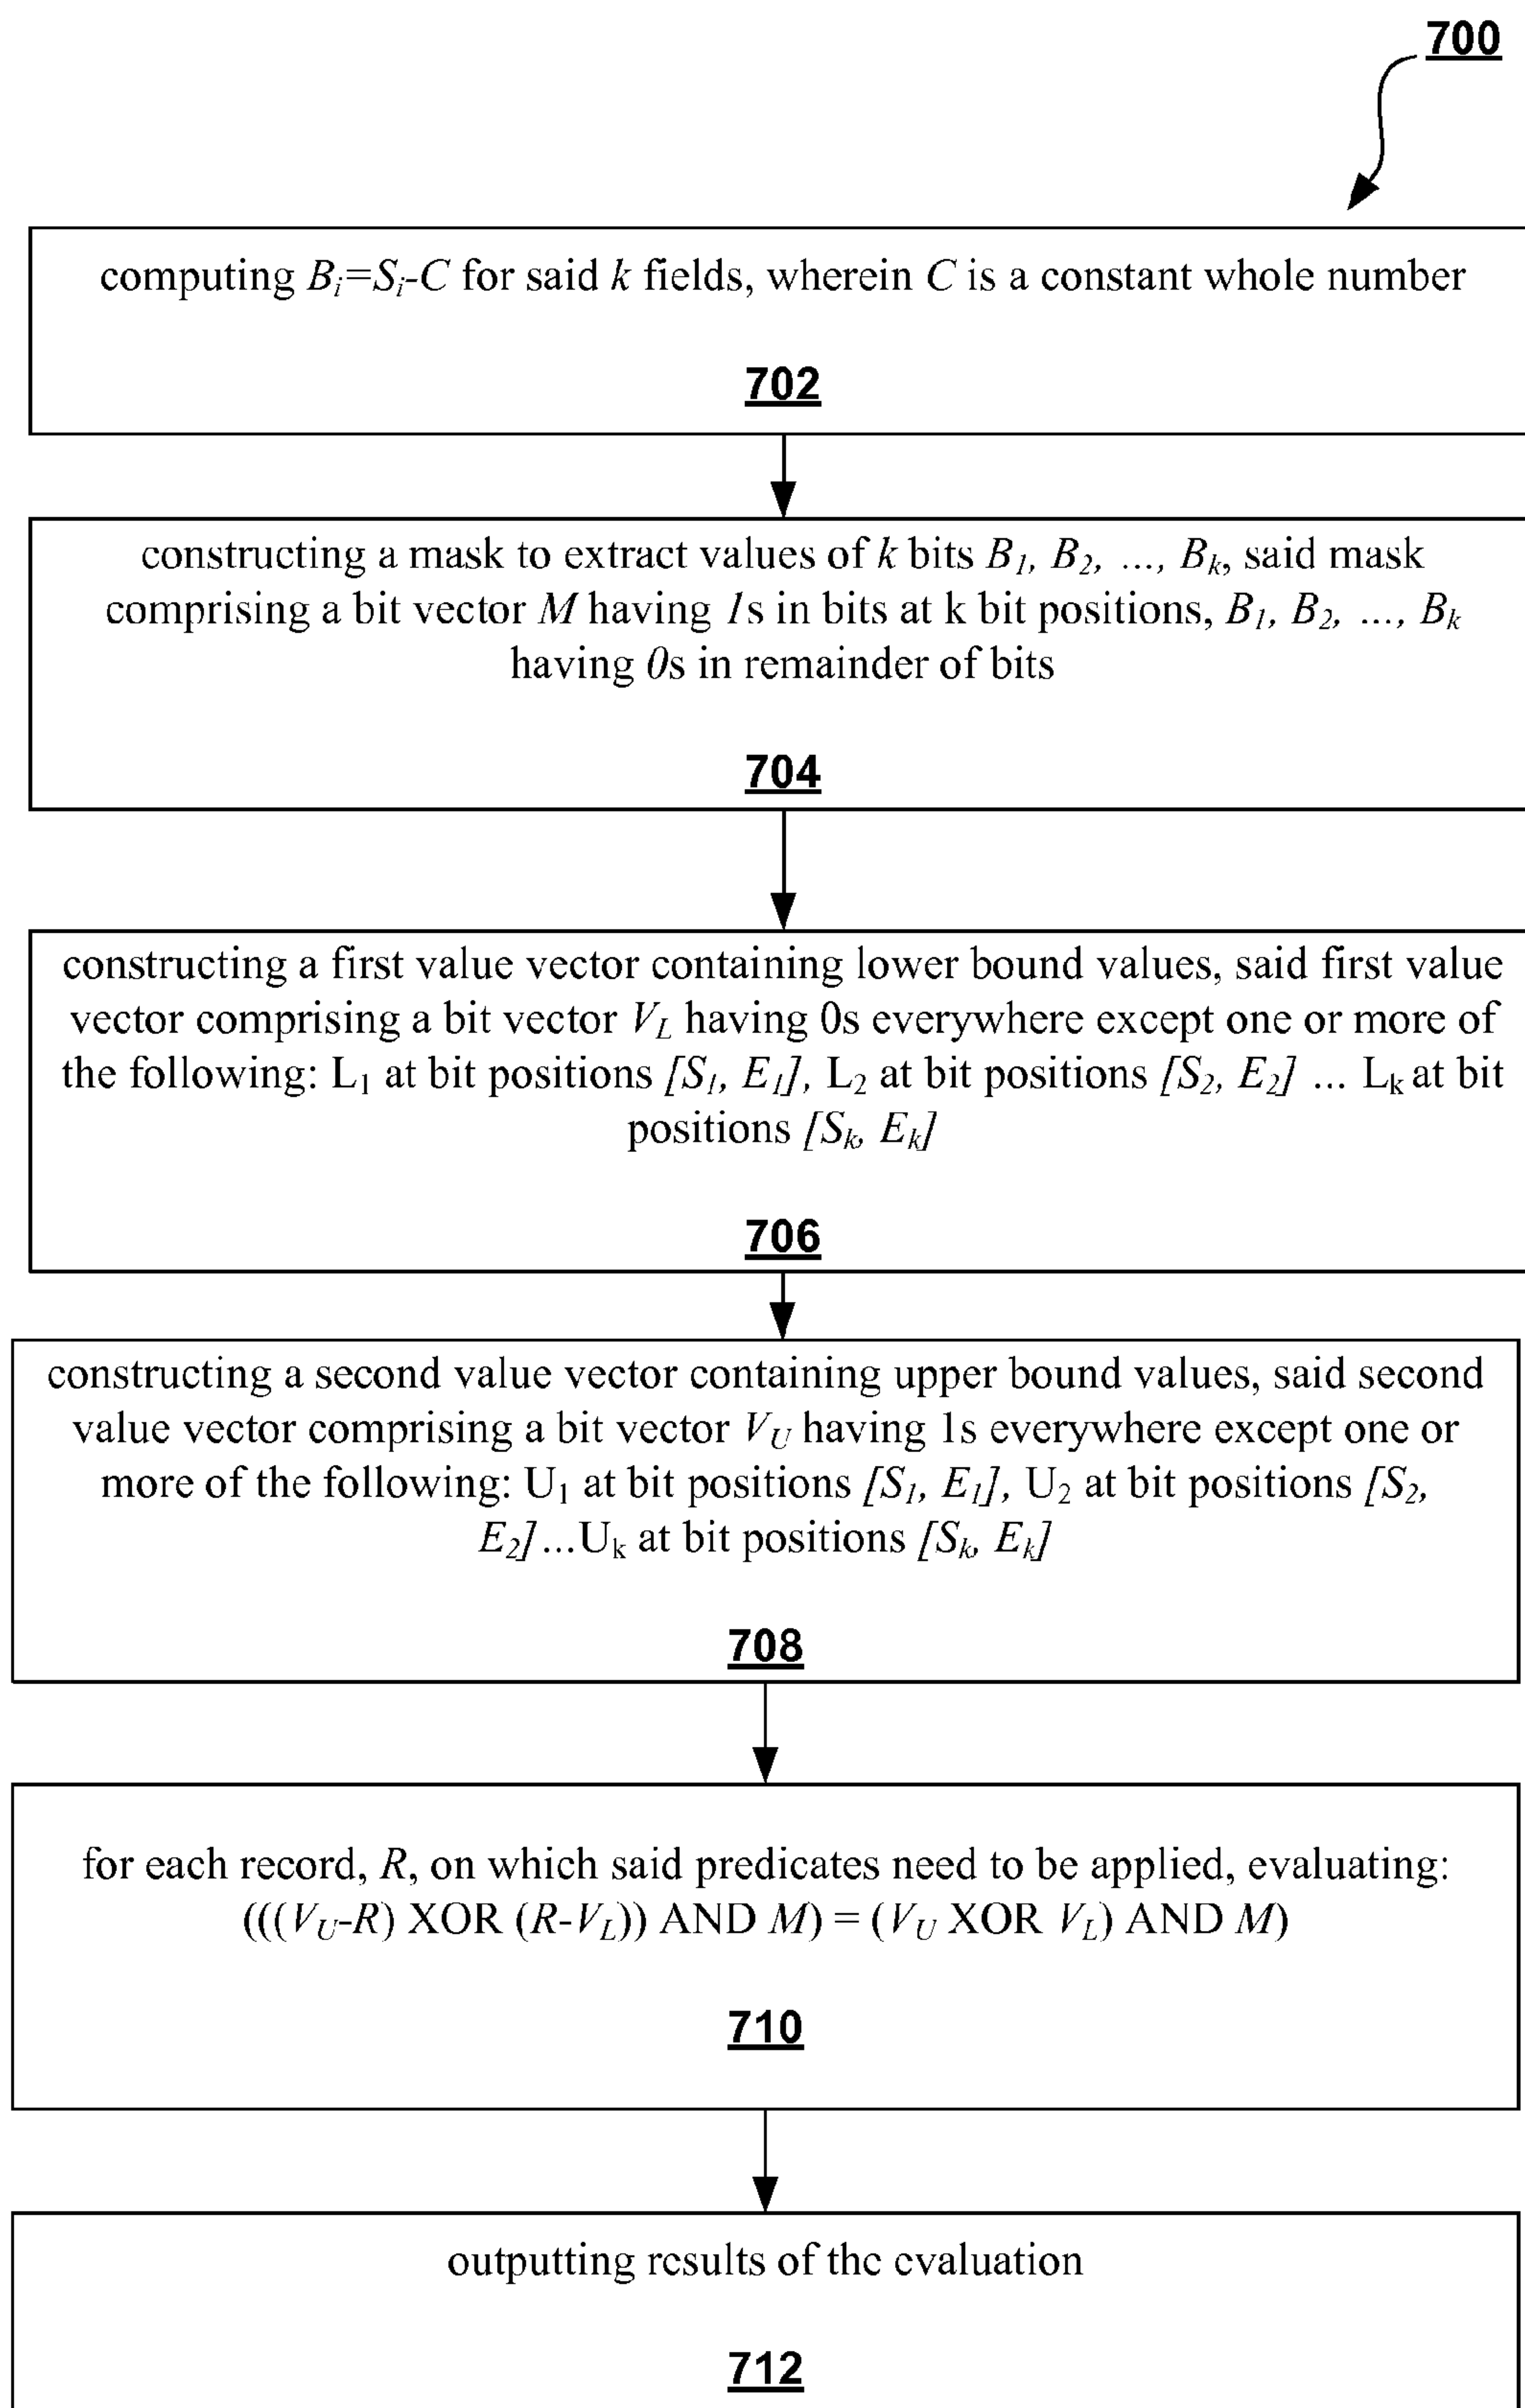 700
computing Bᵢ=Sᵢ-C for said k fields, wherein C is a constant whole number
702
constructing a mask to extract values of k bits B₁, B₂, ..., Bₖ, said mask
comprising a bit vector M having 1s in bits at k bit positions, B₁, B₂, ..., Bₖ
having 0s in remainder of bits
704
constructing a first value vector containing lower bound values, said first value
vector comprising a bit vector V_L having 0s everywhere except one or more of
the following: L₁ at bit positions [S₁, E₁], L₂ at bit positions [S₂, E₂] ... Lₖ at bit
positions [Sₖ, Eₖ]
706
constructing a second value vector containing upper bound values, said second
value vector comprising a bit vector V_U having 1s everywhere except one or
more of the following: U₁ at bit positions [S₁, E₁], U₂ at bit positions [S₂,
E₂]...Uₖ at bit positions [Sₖ, Eₖ]
708
for each record, R, on which said predicates need to be applied, evaluating:
(((V_U-R) XOR (R-V_L)) AND M) = (V_U XOR V_L) AND M)
710
outputting results of the evaluation
712